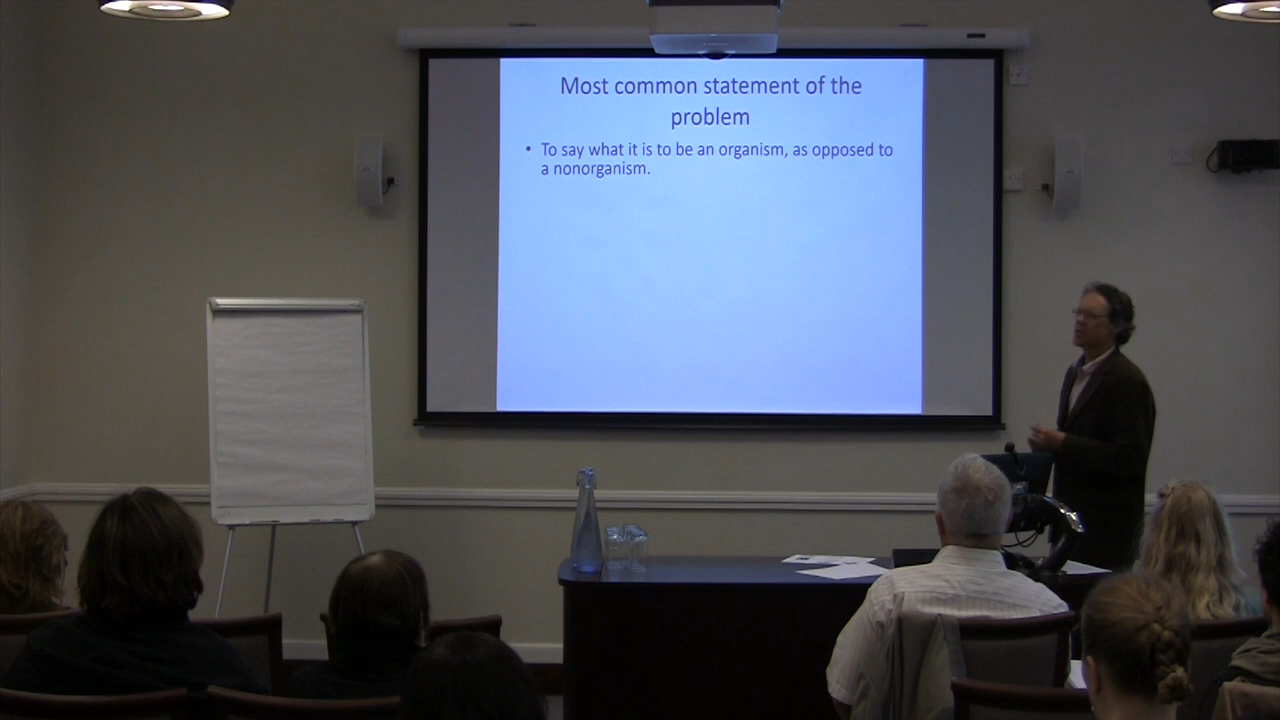 Most common statement of the
problem
• To say what it is to be an organism, as opposed to
a nonorganism.